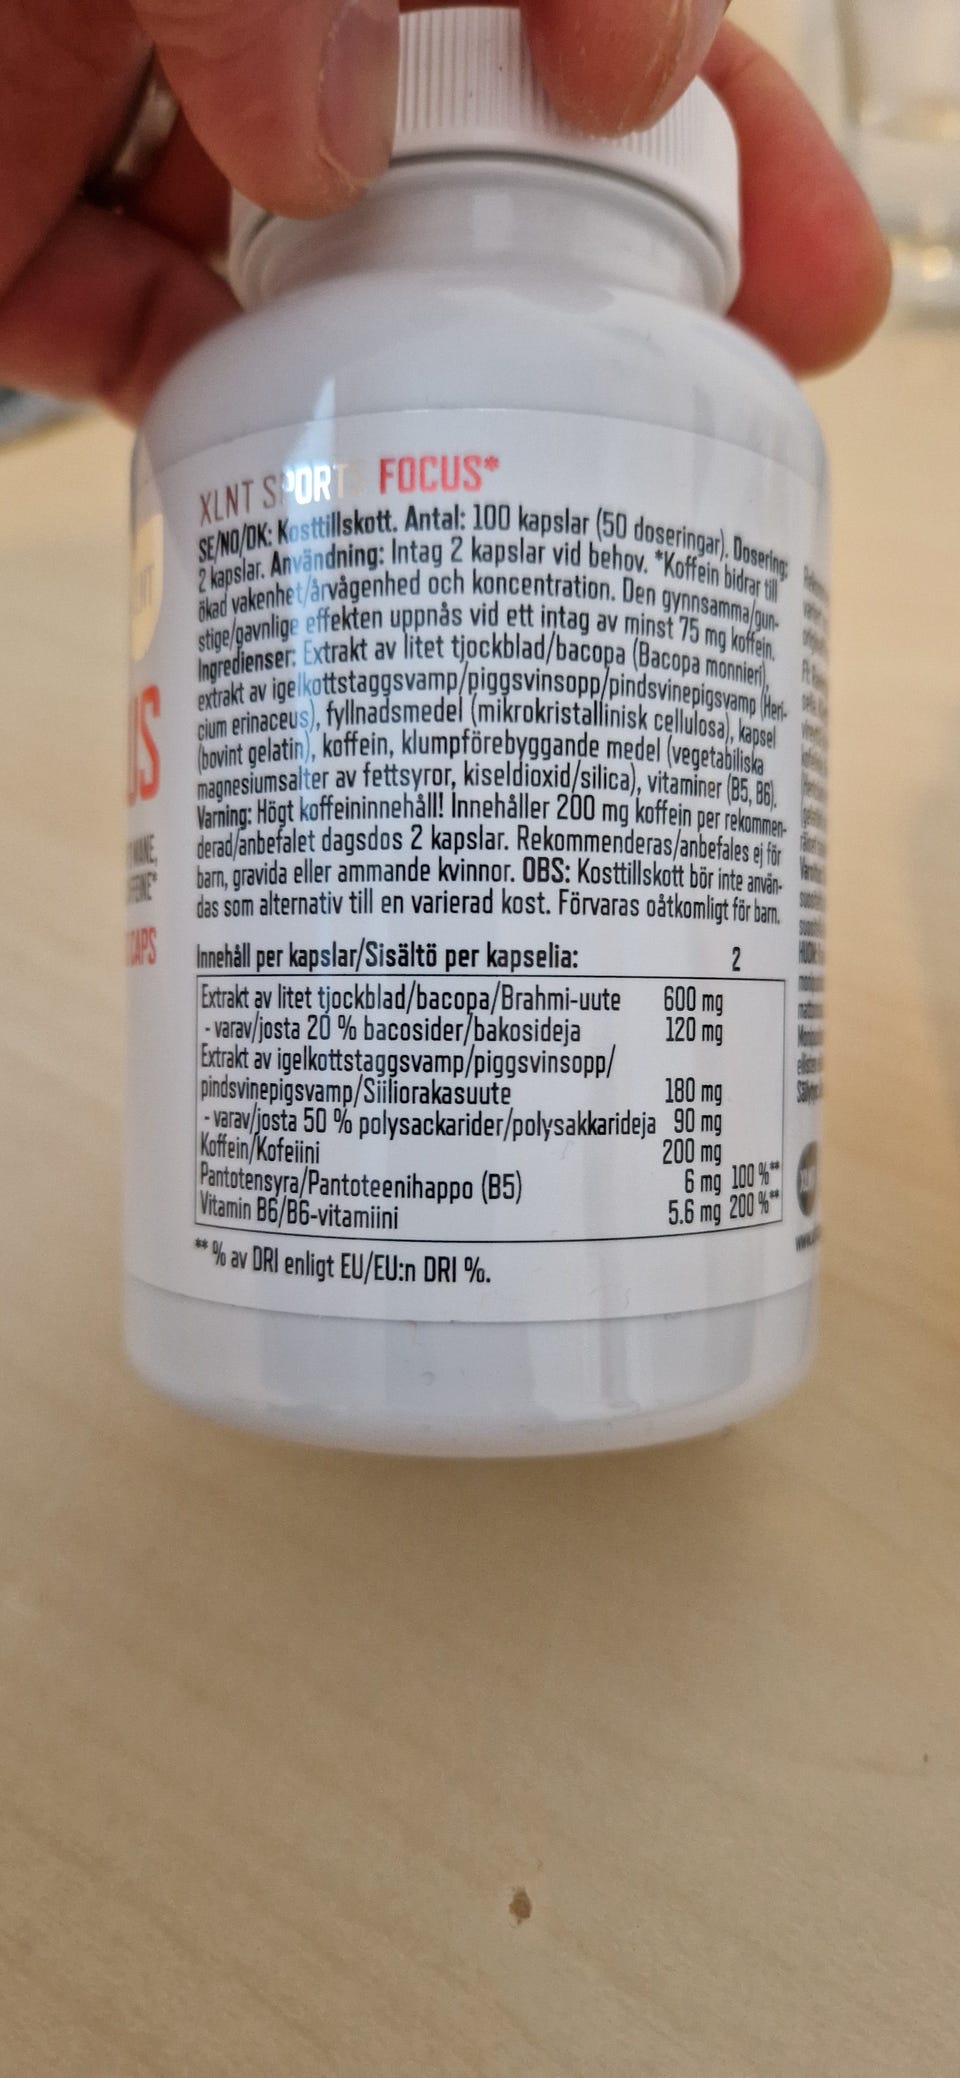 XLNT SPORTS FOCUS*
SE/NO/DK: Kosttillskott. Antal: 100 kapslar (50 doseringar). Dosering:
2 kapslar. Användning: Intag 2 kapslar vid behov. *Koffein bidrar till
ökad vakenhet/årvågenhed och koncentration. Den gynnsamma/gun-
stige/gavnlige effekten uppnås vid ett intag av minst 75 mg koffein.
Ingredienser: Extrakt av litet tjockblad/bacopa (Bacopa monnieri),
extrakt av igelkottstaggsvamp/piggsvinsopp/pindsvinepigsvamp (Heri-
cium erinaceus), fyllnadsmedel (mikrokristallinisk cellulosa), kapsel
(bovint gelatin), koffein, klumpförebyggande medel (vegetabiliska
magnesiumsalter av fettsyror, kiseldioxid/silica), vitaminer (B5, B6).
Varning: Högt koffeininnehåll! Innehåller 200 mg koffein per rekommen-
derad/anbefalet dagsdos 2 kapslar. Rekommenderas/anbefales ej för
barn, gravida eller ammande kvinnor. OBS: Kosttillskott bör inte använ-
das som alternativ till en varierad kost. Förvaras oåtkomligt för barn.
Innehåll per kapslar/Sisältö per kapselia: 2
Extrakt av litet tjockblad/bacopa/Brahmi-uute 600 mg
- varav/josta 20 % bacosider/bakosideja 120 mg
Extrakt av igelkottstaggsvamp/piggsvinsopp/
pindsvinepigsvamp/Siiliorakasuute 180 mg
- varav/josta 50 % polysackarider/polysakkarideja 90 mg
Koffein/Kofeiini 200 mg
Pantotensyra/Pantoteenihappo (B5) 6 mg 100 %**
Vitamin B6/B6-vitamiini 5.6 mg 200 %**
** % av DRI enligt EU/EU:n DRI %.
US
CAPS